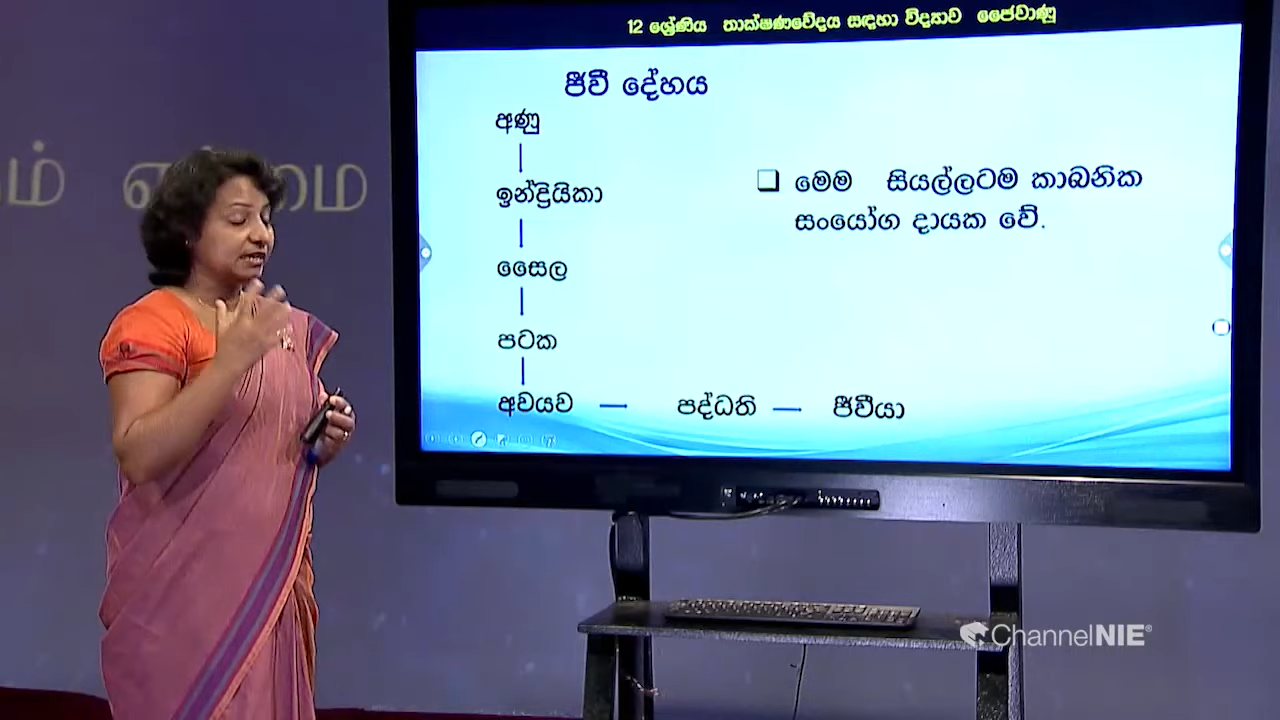 12 ශ්‍රේණිය තාක්ෂණවේදය සඳහා විද්‍යාව ජෛවාණු
ජීවී දේහය
අණු
ඉන්ද්‍රියිකා
සෛල
පටක
අවයව — පද්ධති — ජීවියා
❑ මෙම සියල්ලටම කාබනික
සංයෝග දායක වේ.
ChannelNIE®